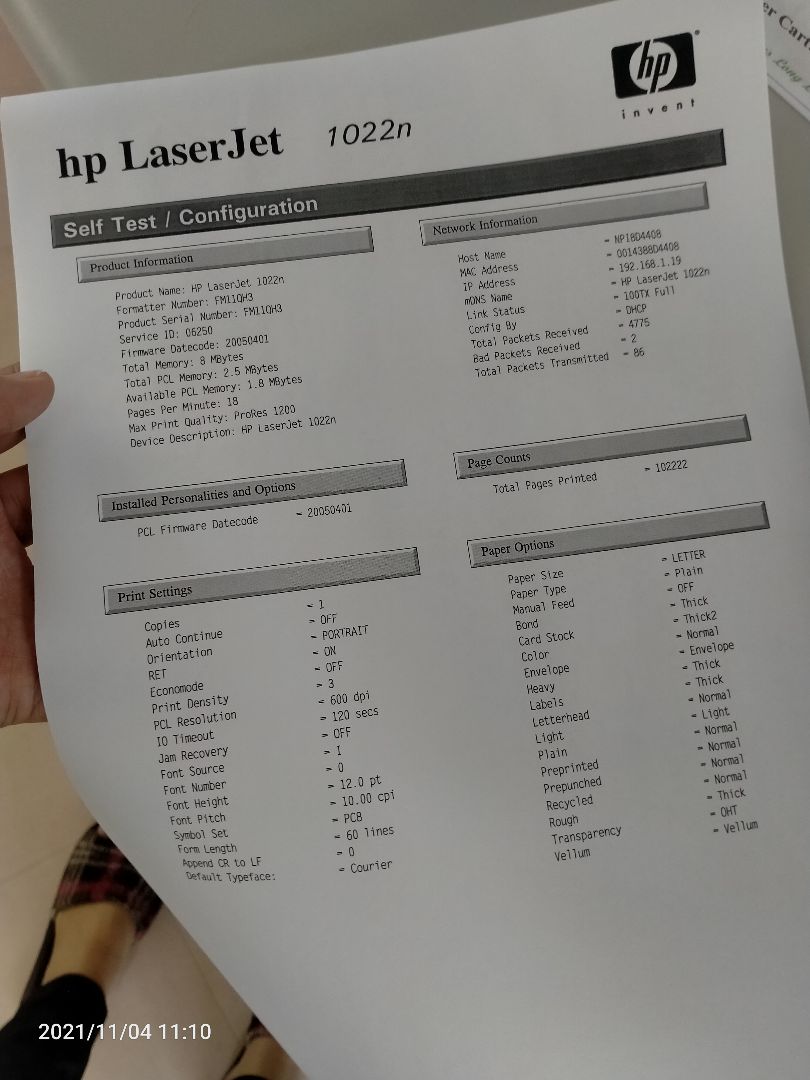 er Cart
Long
hp
invent
hp LaserJet 1022n
Self Test / Configuration
Product Information
Product Name: HP LaserJet 1022n
Formatter Number: FM11QH3
Product Serial Number: FM11QH3
Service ID: 06250
Firmware Datecode: 20050401
Total Memory: 8 MBytes
Total PCL Memory: 2.5 MBytes
Available PCL Memory: 1.8 MBytes
Pages Per Minute: 18
Max Print Quality: ProRes 1200
Device Description: HP LaserJet 1022n
Network Information
Host Name = NPI8D4408
MAC Address = 0014388D4408
IP Address = 192.168.1.19
mDNS Name = HP LaserJet 1022n
Link Status = 100TX Full
Config By = DHCP
Total Packets Received = 4775
Bad Packets Received = 2
Total Packets Transmitted = 86
Installed Personalities and Options
PCL Firmware Datecode = 20050401
Page Counts
Total Pages Printed = 102222
Print Settings
Copies = 1
Auto Continue = OFF
Orientation = PORTRAIT
RET = ON
Economode = OFF
Print Density = 3
PCL Resolution = 600 dpi
IO Timeout = 120 secs
Jam Recovery = OFF
Font Source = I
Font Number = 0
Font Height = 12.0 pt
Font Pitch = 10.00 cpi
Symbol Set = PC8
Form Length = 60 lines
Append CR to LF = 0
Default Typeface: = Courier
Paper Options
Paper Size = LETTER
Paper Type = Plain
Manual Feed = OFF
Bond = Thick
Card Stock = Thick2
Color = Normal
Envelope = Envelope
Heavy = Thick
Labels = Thick
Letterhead = Normal
Light = Light
Plain = Normal
Preprinted = Normal
Prepunched = Normal
Recycled = Normal
Rough = Thick
Transparency = OHT
Vellum = Vellum
2021/11/04 11:10